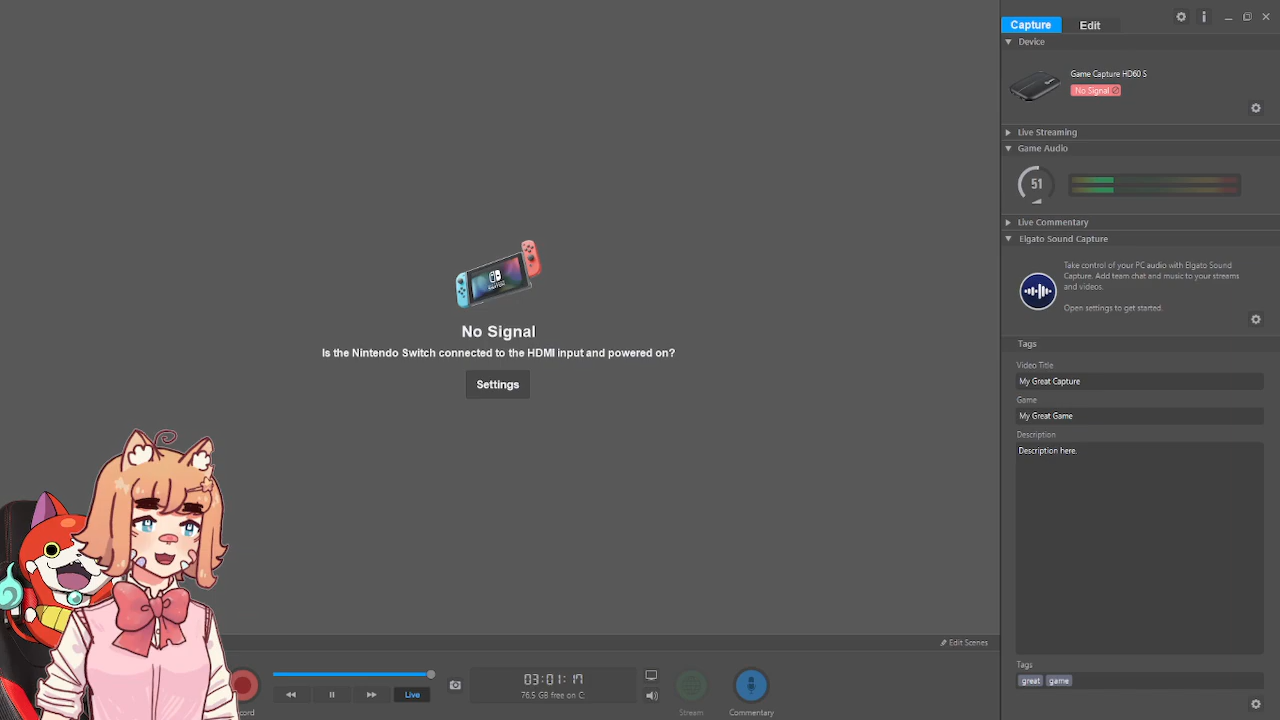 Capture
Edit
Device
Game Capture HD60 S
No Signal
Live Streaming
Game Audio
51
Live Commentary
Elgato Sound Capture
Take control of your PC audio with Elgato Sound
Capture. Add team chat and music to your streams
and videos.
Open settings to get started.
No Signal
Is the Nintendo Switch connected to the HDMI input and powered on?
Settings
Tags
Video Title
My Great Capture
Game
My Great Game
Description
Description here.
Tags
great game
Edit Scenes
cord
Live
03:01:17
76.5 GB free on C:
Stream
Commentary